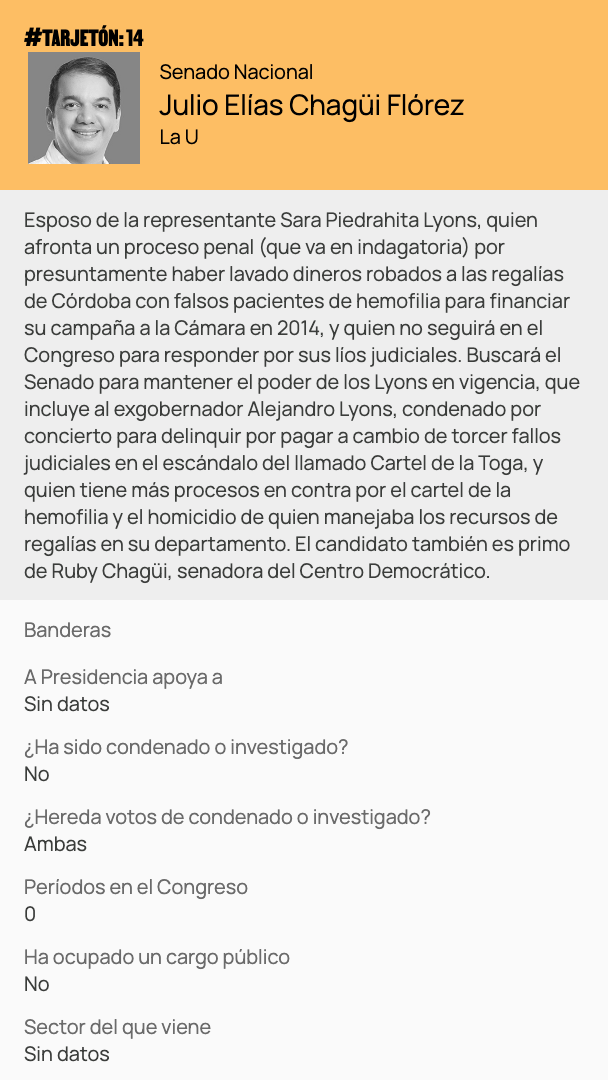 #TARJETÓN: 14
Senado Nacional
Julio Elías Chagüi Flórez
La U
Esposo de la representante Sara Piedrahita Lyons, quien
afronta un proceso penal (que va en indagatoria) por
presuntamente haber lavado dineros robados a las regalías
de Córdoba con falsos pacientes de hemofilia para financiar
su campaña a la Cámara en 2014, y quien no seguirá en el
Congreso para responder por sus líos judiciales. Buscará el
Senado para mantener el poder de los Lyons en vigencia, que
incluye al exgobernador Alejandro Lyons, condenado por
concierto para delinquir por pagar a cambio de torcer fallos
judiciales en el escándalo del llamado Cartel de la Toga, y
quien tiene más procesos en contra por el cartel de la
hemofilia y el homicidio de quien manejaba los recursos de
regalías en su departamento. El candidato también es primo
de Ruby Chagüi, senadora del Centro Democrático.
Banderas
A Presidencia apoya a
Sin datos
¿Ha sido condenado o investigado?
No
¿Hereda votos de condenado o investigado?
Ambas
Períodos en el Congreso
0
Ha ocupado un cargo público
No
Sector del que viene
Sin datos